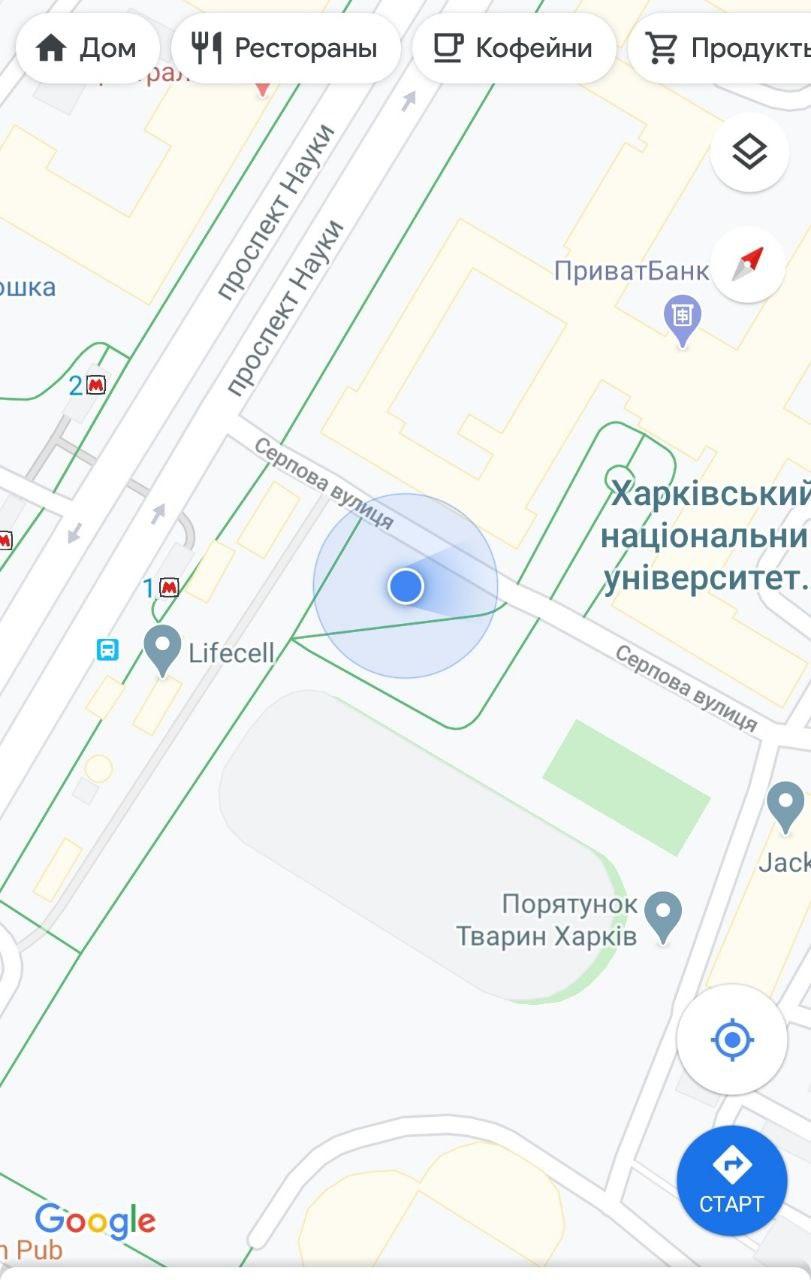 Дом
Рестораны
Кофейни
Продукты
проспект Науки
проспект Науки
ПриватБанк
2
M
Серпова вулиця
Харківський
національни
університет.
M
1
M
Lifecell
Серпова вулиця
Jack
Порятунок
Тварин Харків
СТАРТ
Google
Pub